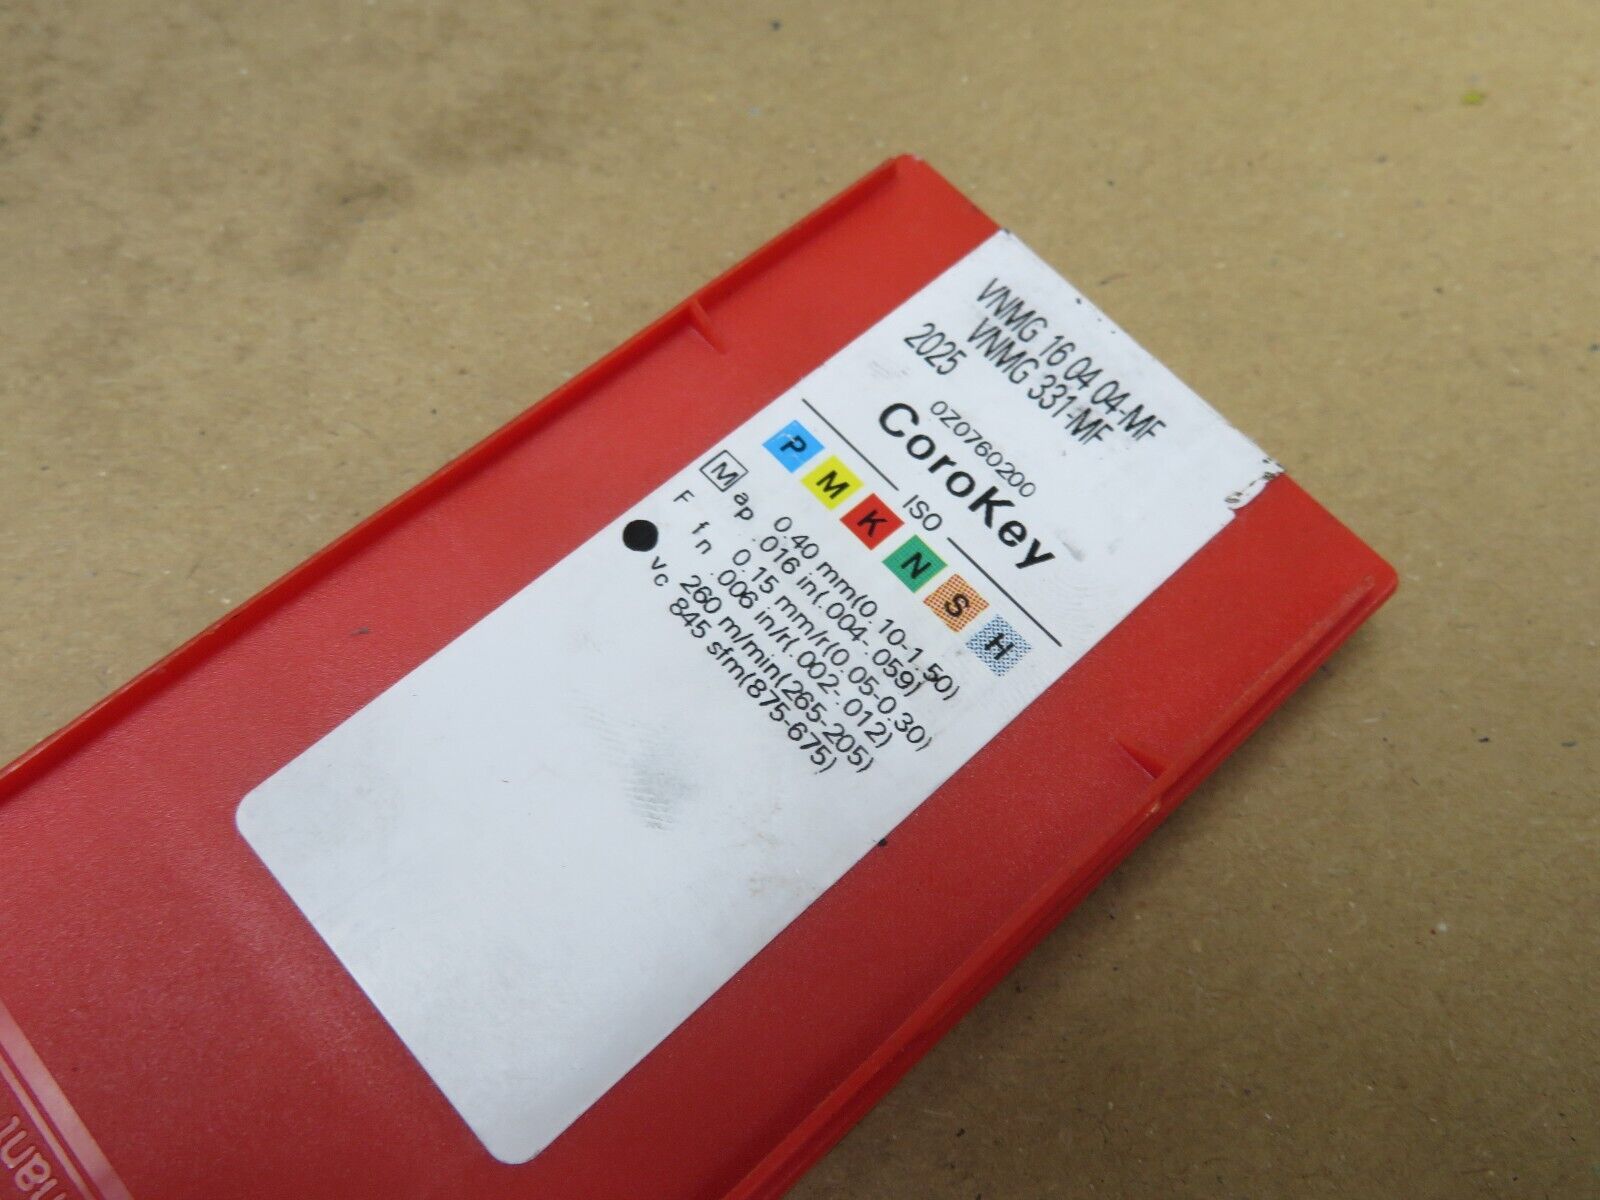 VNMG 16 04 04-MF
VNMG 331-MF
2025
0Z0760200
CoroKey
ISO
P M K N S H
M ap 0.40 mm(0.10-1.50)
.016 in(.004-.059)
F fn 0.15 mm/r(0.05-0.30)
.006 in/r(.002-.012)
vc 260 m/min(265-205)
845 sfm(875-675)